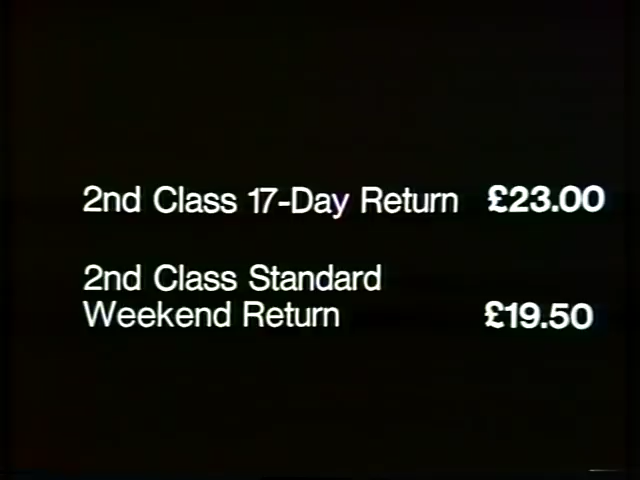 2nd Class 17-Day Return £23.00
2nd Class Standard
Weekend Return £19.50